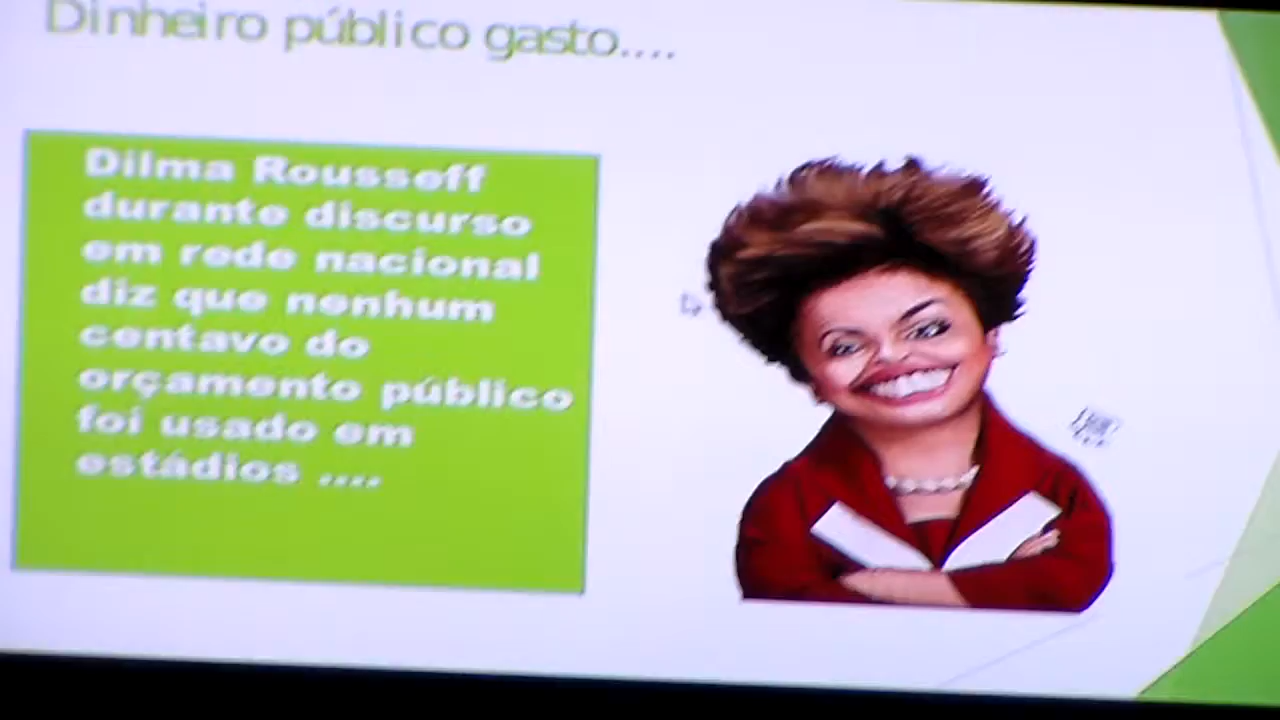 Dinheiro público gasto....
Dilma Rousseff
durante discurso
em rede nacional
diz que nenhum
centavo do
orçamento público
foi usado em
estádios ....